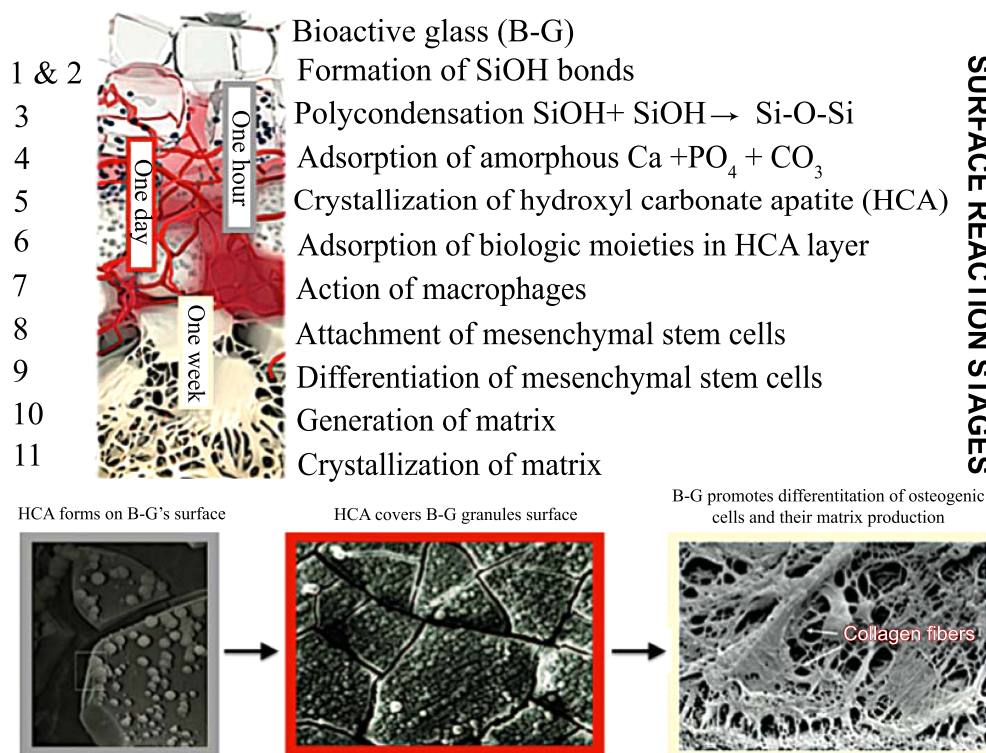 Bioactive glass (B-G)
1 & 2 Formation of SiOH bonds
3 Polycondensation SiOH+ SiOH → Si-O-Si
4 Adsorption of amorphous Ca +PO₄ + CO₃
5 Crystallization of hydroxyl carbonate apatite (HCA)
6 Adsorption of biologic moieties in HCA layer
7 Action of macrophages
8 Attachment of mesenchymal stem cells
9 Differentiation of mesenchymal stem cells
10 Generation of matrix
11 Crystallization of matrix
One hour
One day
One week
SURFACE REACTION STAGES
HCA forms on B-G's surface
HCA covers B-G granules surface
B-G promotes differentitation of osteogenic
cells and their matrix production
Collagen fibers